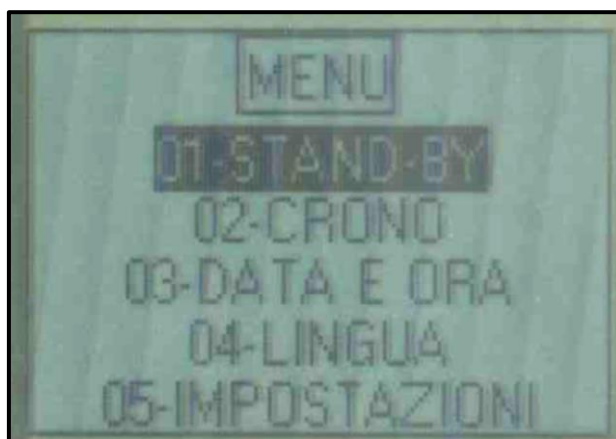 MENU
01-STAND-BY
02-CRONO
03-DATA E ORA
04-LINGUA
05-IMPOSTAZIONI